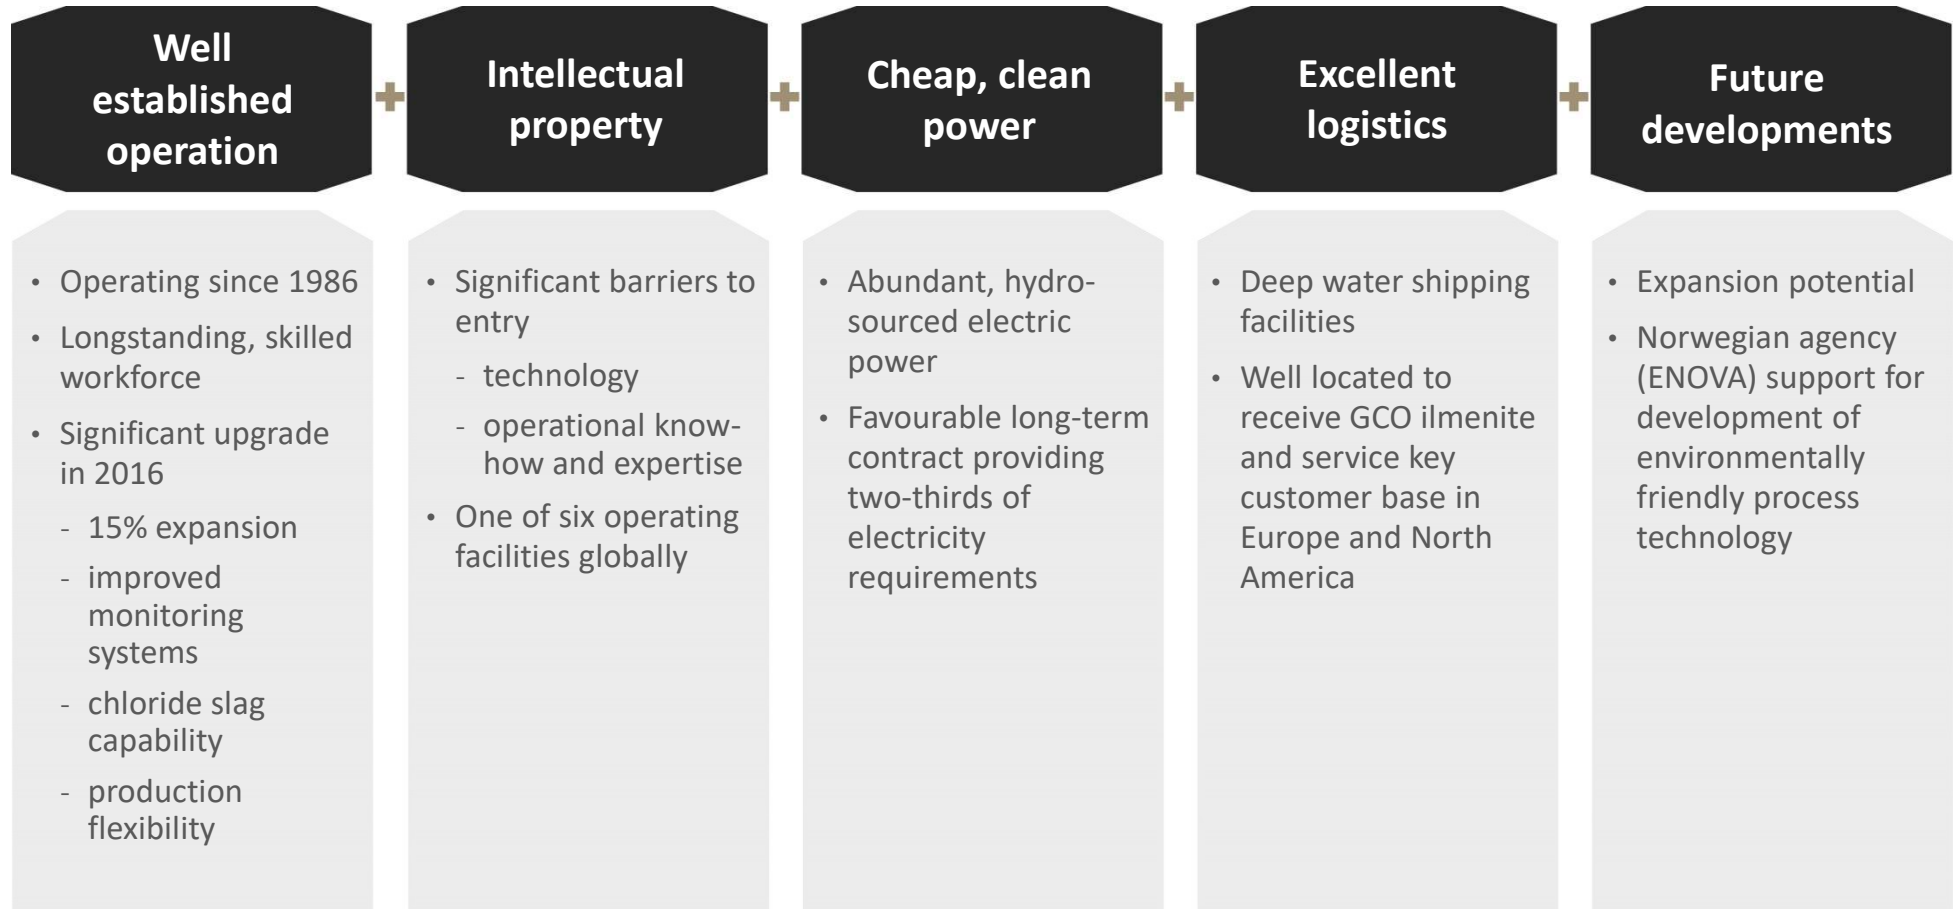 Well
established
operation
Intellectual
property
Cheap, clean
power
Excellent
logistics
Future
developments
• Operating since 1986
• Longstanding, skilled
workforce
• Significant upgrade
in 2016
- 15% expansion
- improved
monitoring
systems
- chloride slag
capability
- production
flexibility
• Significant barriers to
entry
- technology
- operational know-
how and expertise
• One of six operating
facilities globally
• Abundant, hydro-
sourced electric
power
• Favourable long-term
contract providing
two-thirds of
electricity
requirements
• Deep water shipping
facilities
• Well located to
receive GCO ilmenite
and service key
customer base in
Europe and North
America
• Expansion potential
• Norwegian agency
(ENOVA) support for
development of
environmentally
friendly process
technology